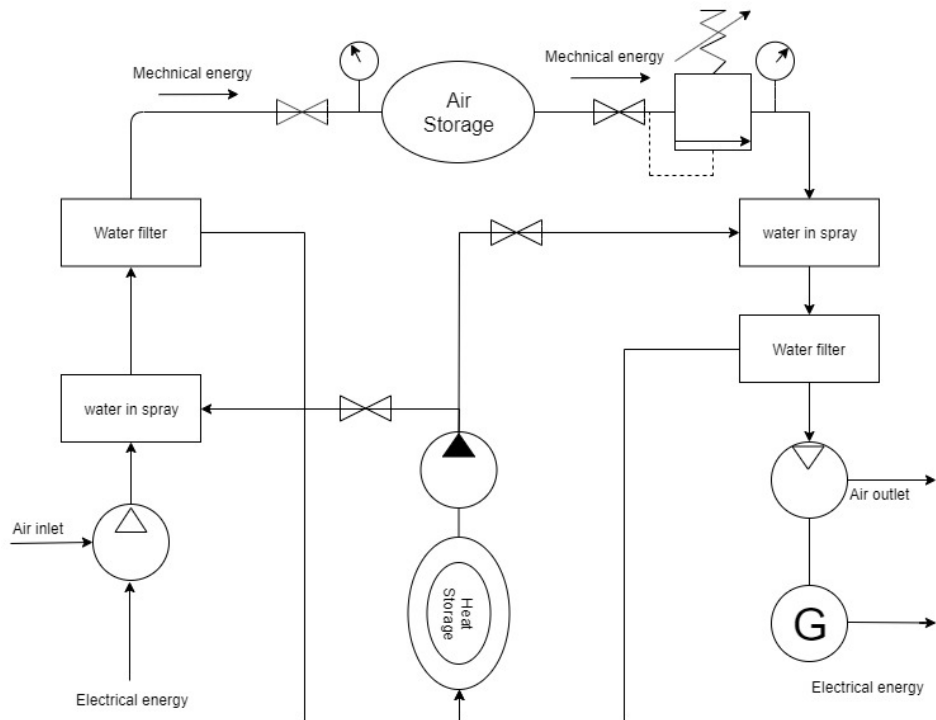 Mechnical energy
Mechnical energy
Air
Storage
Water filter
water in spray
Water filter
water in spray
Air inlet
Air outlet
Heat
Storage
G
Electrical energy
Electrical energy